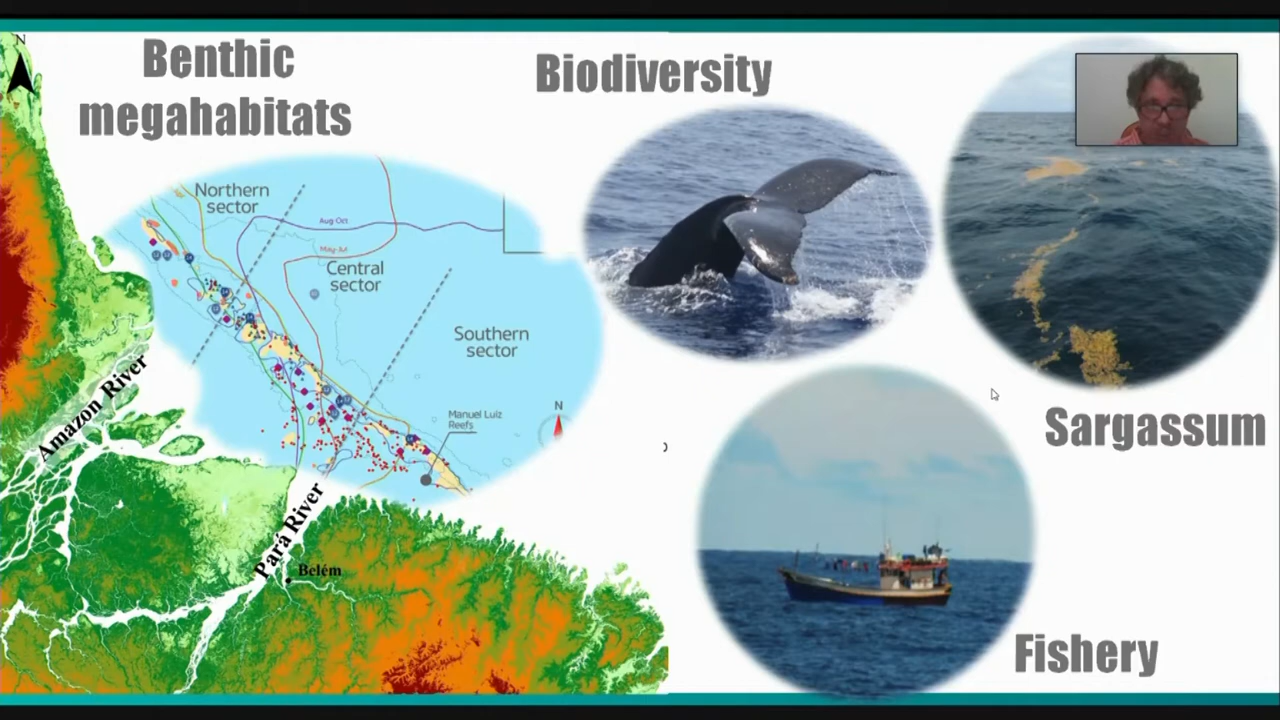 N
Benthic
megahabitats
Biodiversity
Northern
sector
Aug Oct
May-Jul
Central
sector
Southern
sector
Manuel Luiz
Reefs
N
Amazon River
Pará River
Belém
Sargassum
Fishery